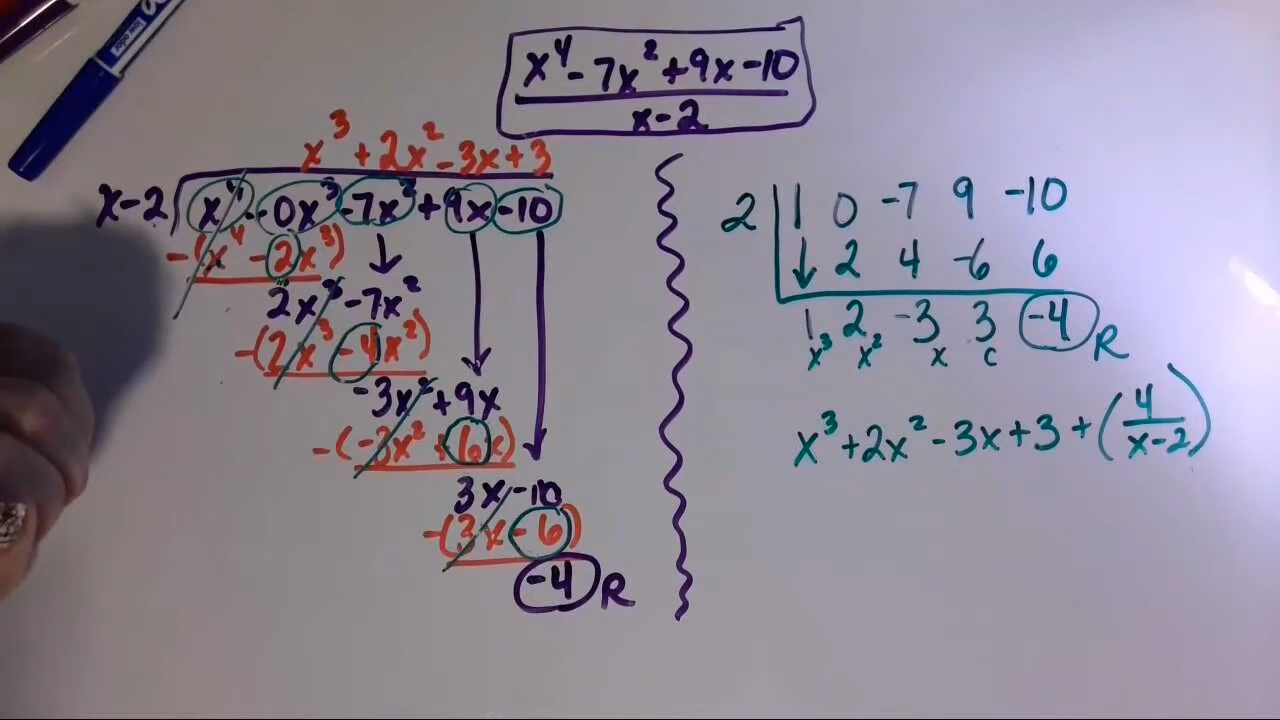 x⁴ - 7x² + 9x - 10
x - 2
x³ + 2x² - 3x + 3
x-2 x⁴ - 0x³ - 7x² + 9x - 10
-(x⁴ - 2x³)
2x³ - 7x²
-(2x³ - 4x²)
-3x² + 9x
-(-3x² + 6x)
3x - 10
-(3x - 6)
-4 R
2 1 0 -7 9 -10
2 4 -6 6
1 2 -3 3 -4 R
x³ x² x c
x³ + 2x² - 3x + 3 + (4/x-2)